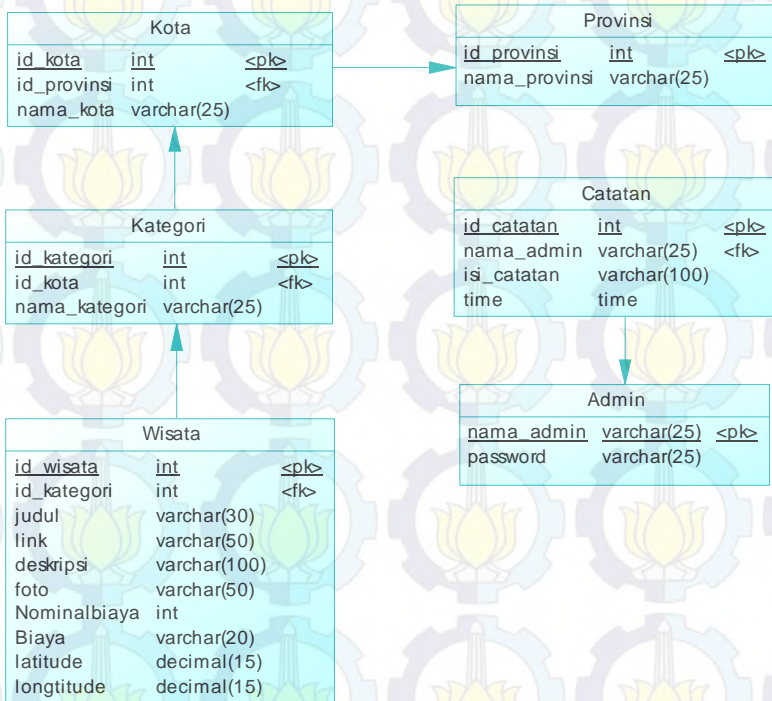 Kota
id_kota int <pk>
id_provinsi int <fk>
nama_kota varchar(25)
Provinsi
id_provinsi int <pk>
nama_provinsi varchar(25)
Kategori
id_kategori int <pk>
id_kota int <fk>
nama_kategori varchar(25)
Catatan
id_catatan int <pk>
nama_admin varchar(25) <fk>
isi_catatan varchar(100)
time time
Admin
nama_admin varchar(25) <pk>
password varchar(25)
Wisata
id_wisata int <pk>
id_kategori int <fk>
judul varchar(30)
link varchar(50)
deskripsi varchar(100)
foto varchar(50)
Nominalbiaya int
Biaya varchar(20)
latitude decimal(15)
longtitude decimal(15)